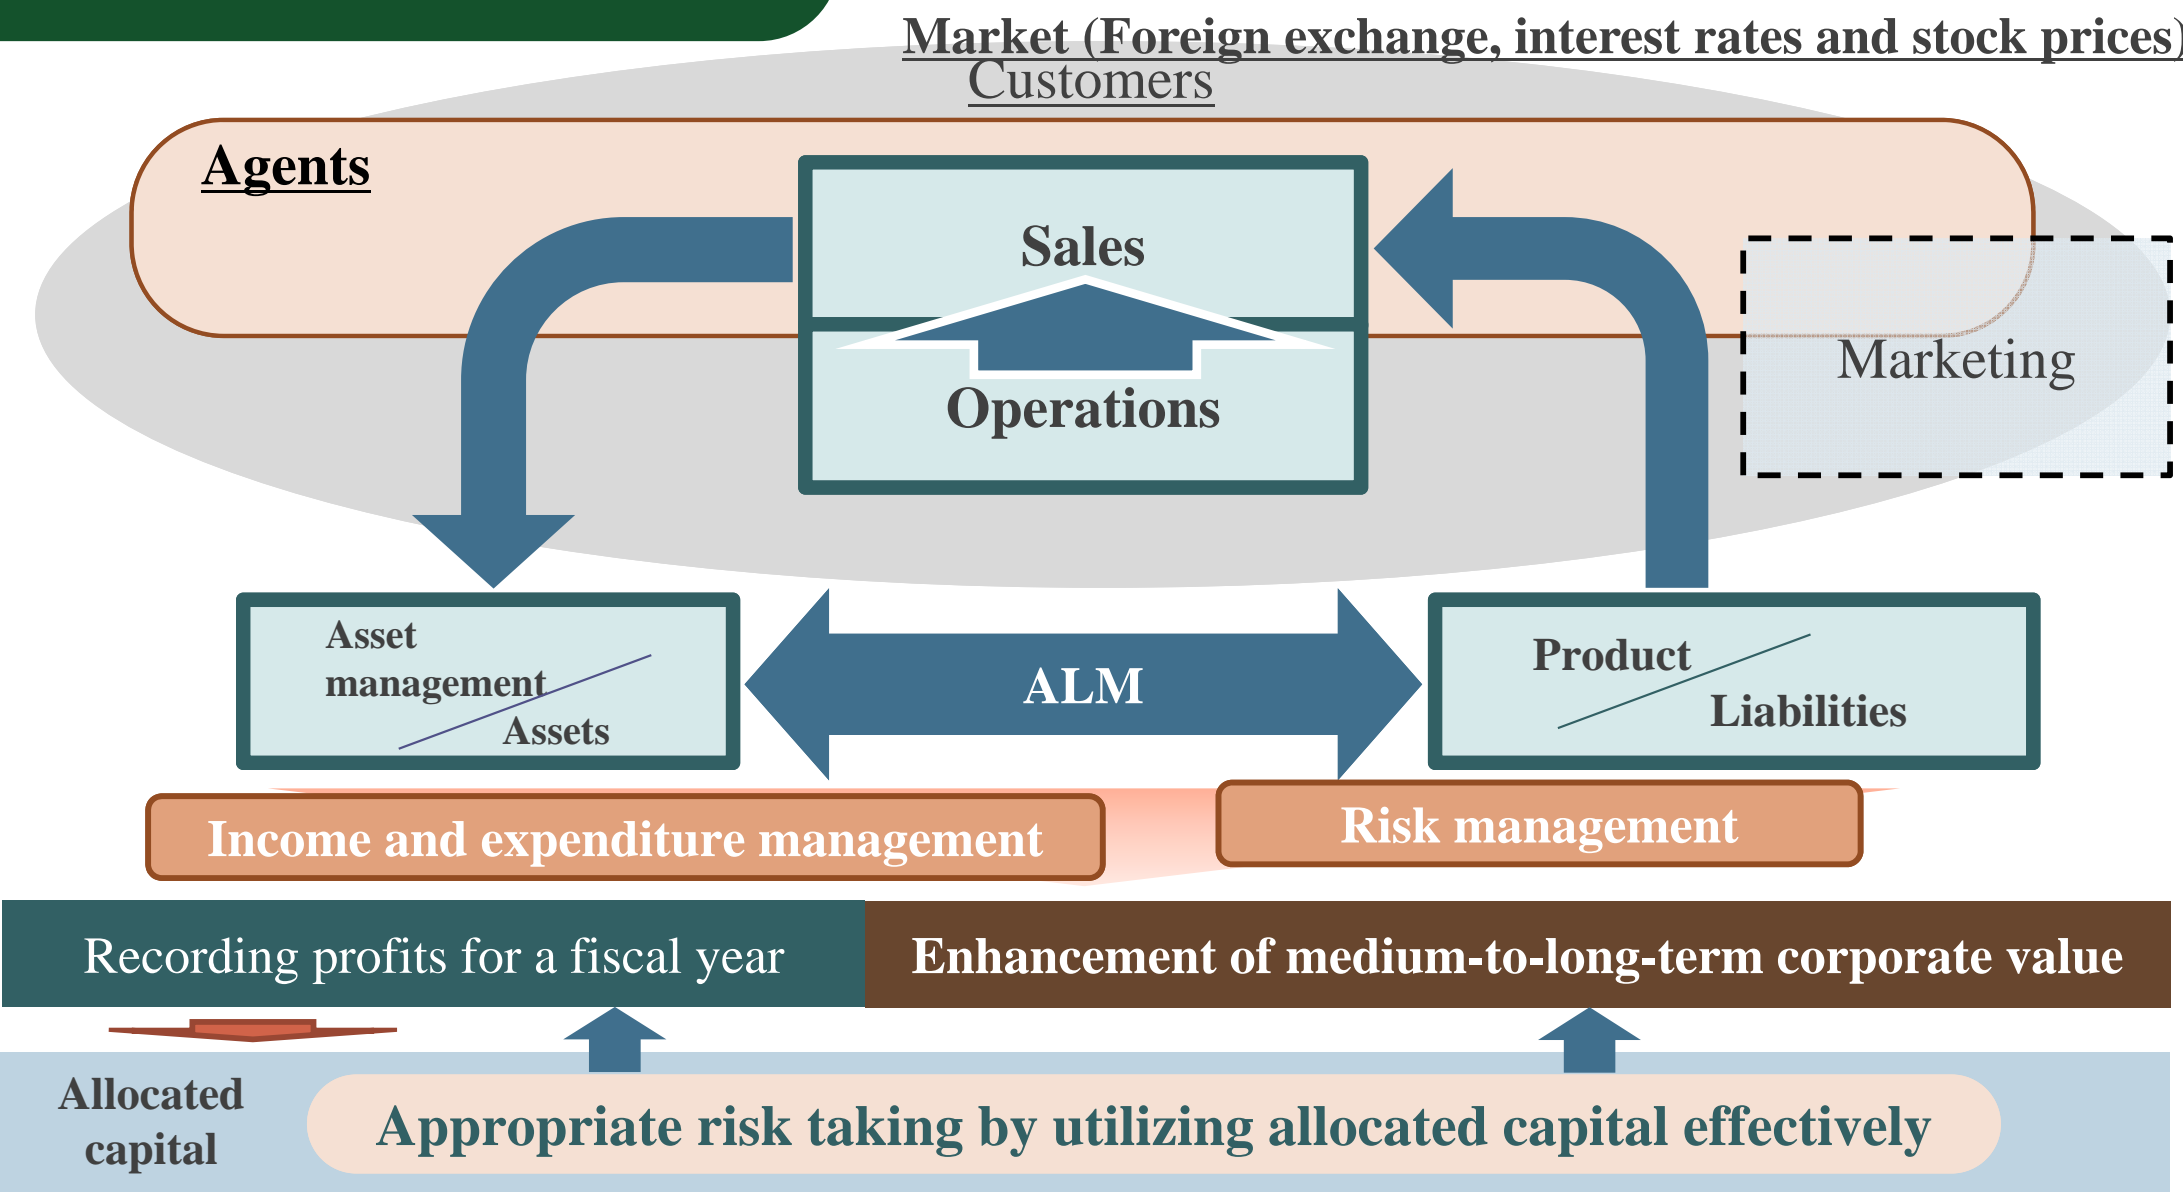 Market (Foreign exchange, interest rates and stock prices)
Customers
Agents
Sales
Operations
Marketing
Asset
management
Assets
ALM
Product
Liabilities
Income and expenditure management
Risk management
Recording profits for a fiscal year
Enhancement of medium-to-long-term corporate value
Allocated
capital
Appropriate risk taking by utilizing allocated capital effectively